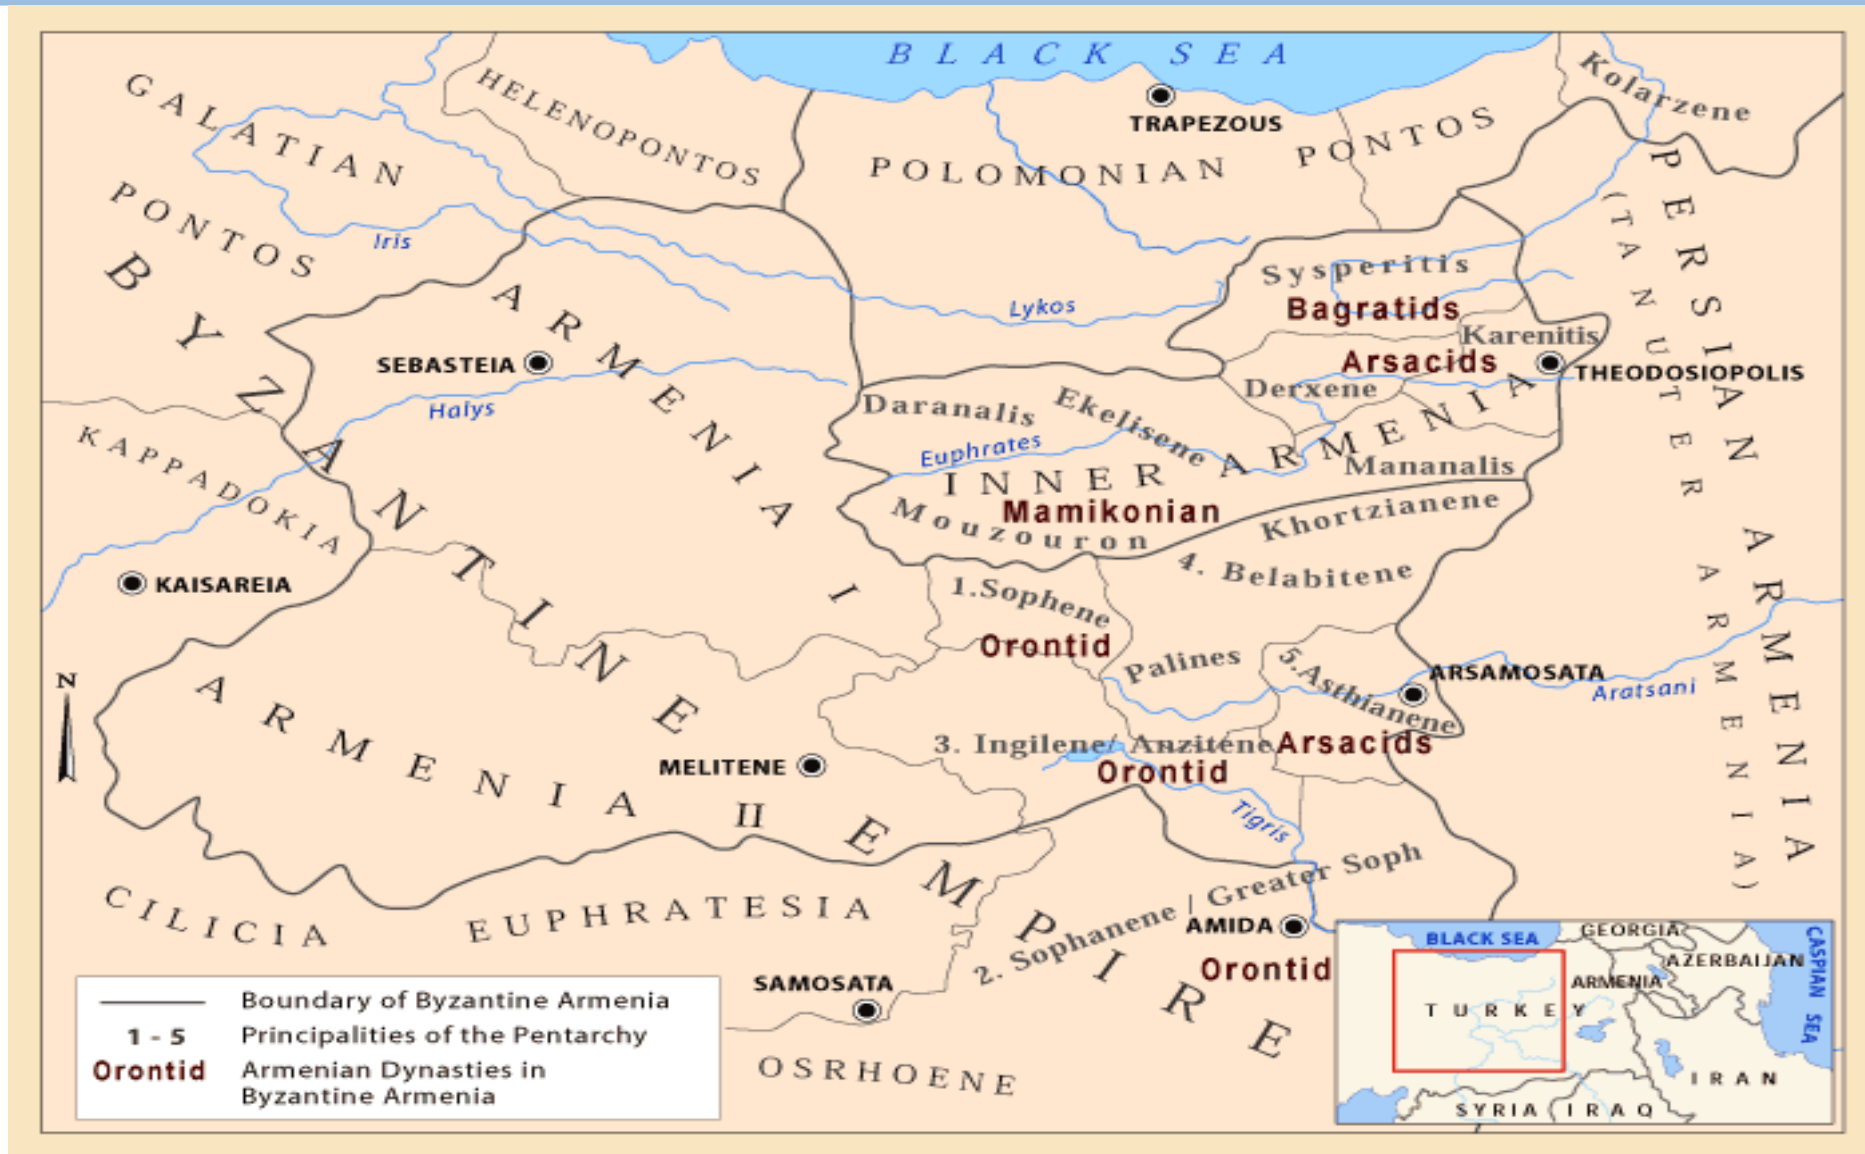 BLACK SEA
TRAPEZOUS
Kolarzene
GALATIAN
PONTOS
HELENOPONTOS
POLOMONIAN PONTOS
Iris
Lykos
Sysperitis
Bagratids
Karenitis
Arsacids
THEODOSIOPOLIS
Derxene
PERSIAN ARMENIA
(TANUTER ARMENIA)
BYZANTINE EMPIRE
ARMENIA I
SEBASTEIA
Halys
KAPPADOKIA
KAISAREIA
Daranalis
Ekelisene
Euphrates
INNER ARMENIA
Mananalis
Mamikonian
Mouzouron
Khortzianene
4. Belabitene
1.Sophene
Orontid
Palines
5.Asthianene
ARSAMOSATA
Aratsani
Arsacids
3. Ingilene/ Anzitene
Orontid
Tigris
N
ARMENIA II
MELITENE
CILICIA
EUPHRATESIA
2. Sophanene / Greater Soph
AMIDA
Orontid
SAMOSATA
OSRHOENE
Boundary of Byzantine Armenia
1 - 5 Principalities of the Pentarchy
Orontid Armenian Dynasties in
Byzantine Armenia
BLACK SEA
GEORGIA
AZERBAIJAN
ARMENIA
CASPIAN SEA
TURKEY
IRAN
SYRIA
IRAQ